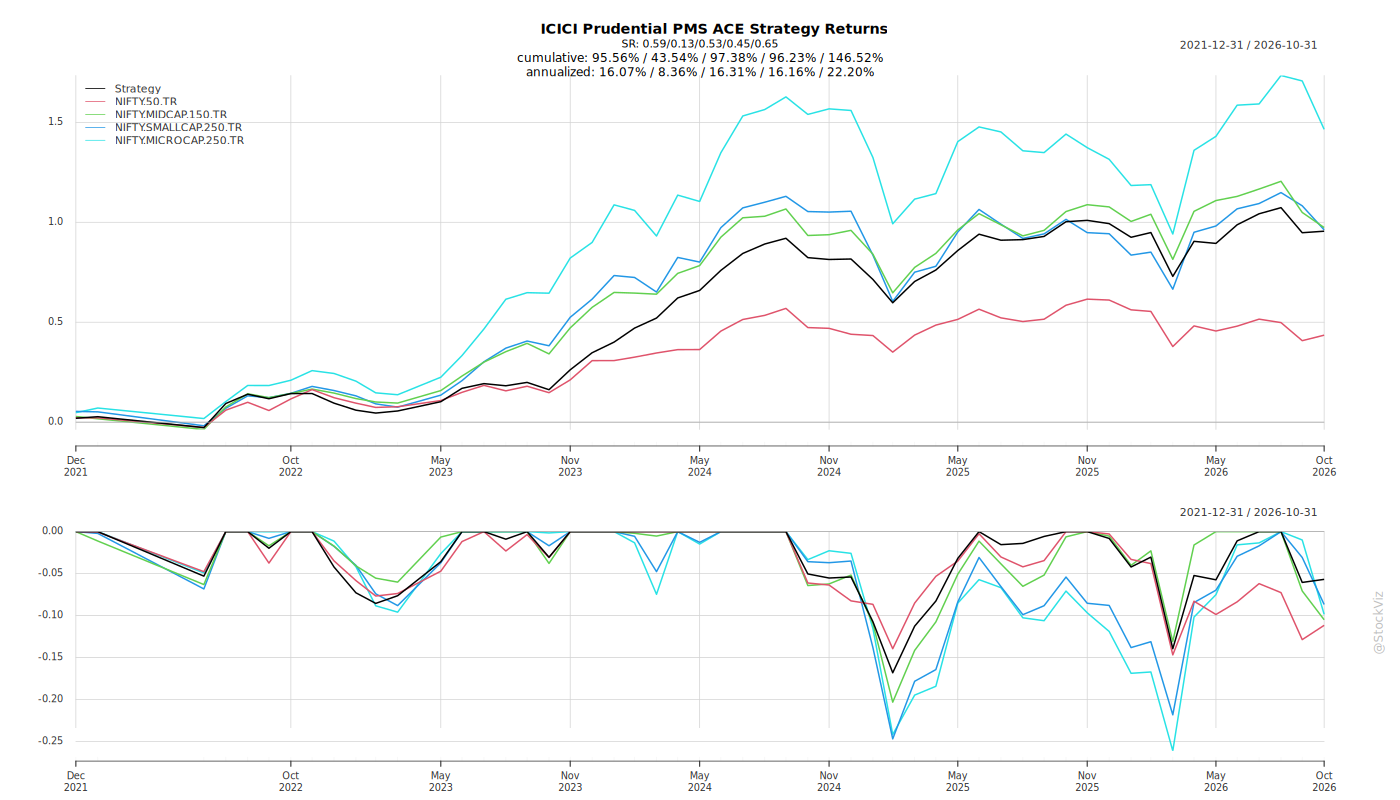 ICICI Prudential PMS ACE Strategy Returns
SR: 0.59/0.13/0.53/0.45/0.65
cumulative: 95.56% / 43.54% / 97.38% / 96.23% / 146.52%
annualized: 16.07% / 8.36% / 16.31% / 16.16% / 22.20%
2021-12-31 / 2026-10-31
Strategy
NIFTY.50.TR
NIFTY.MIDCAP.150.TR
NIFTY.SMALLCAP.250.TR
NIFTY.MICROCAP.250.TR
1.5
1.0
0.5
0.0
Dec 2021
Oct 2022
May 2023
Nov 2023
May 2024
Nov 2024
May 2025
Nov 2025
May 2026
Oct 2026
2021-12-31 / 2026-10-31
0.00
-0.05
-0.10
-0.15
-0.20
-0.25
Dec 2021
Oct 2022
May 2023
Nov 2023
May 2024
Nov 2024
May 2025
Nov 2025
May 2026
Oct 2026
@StockViz